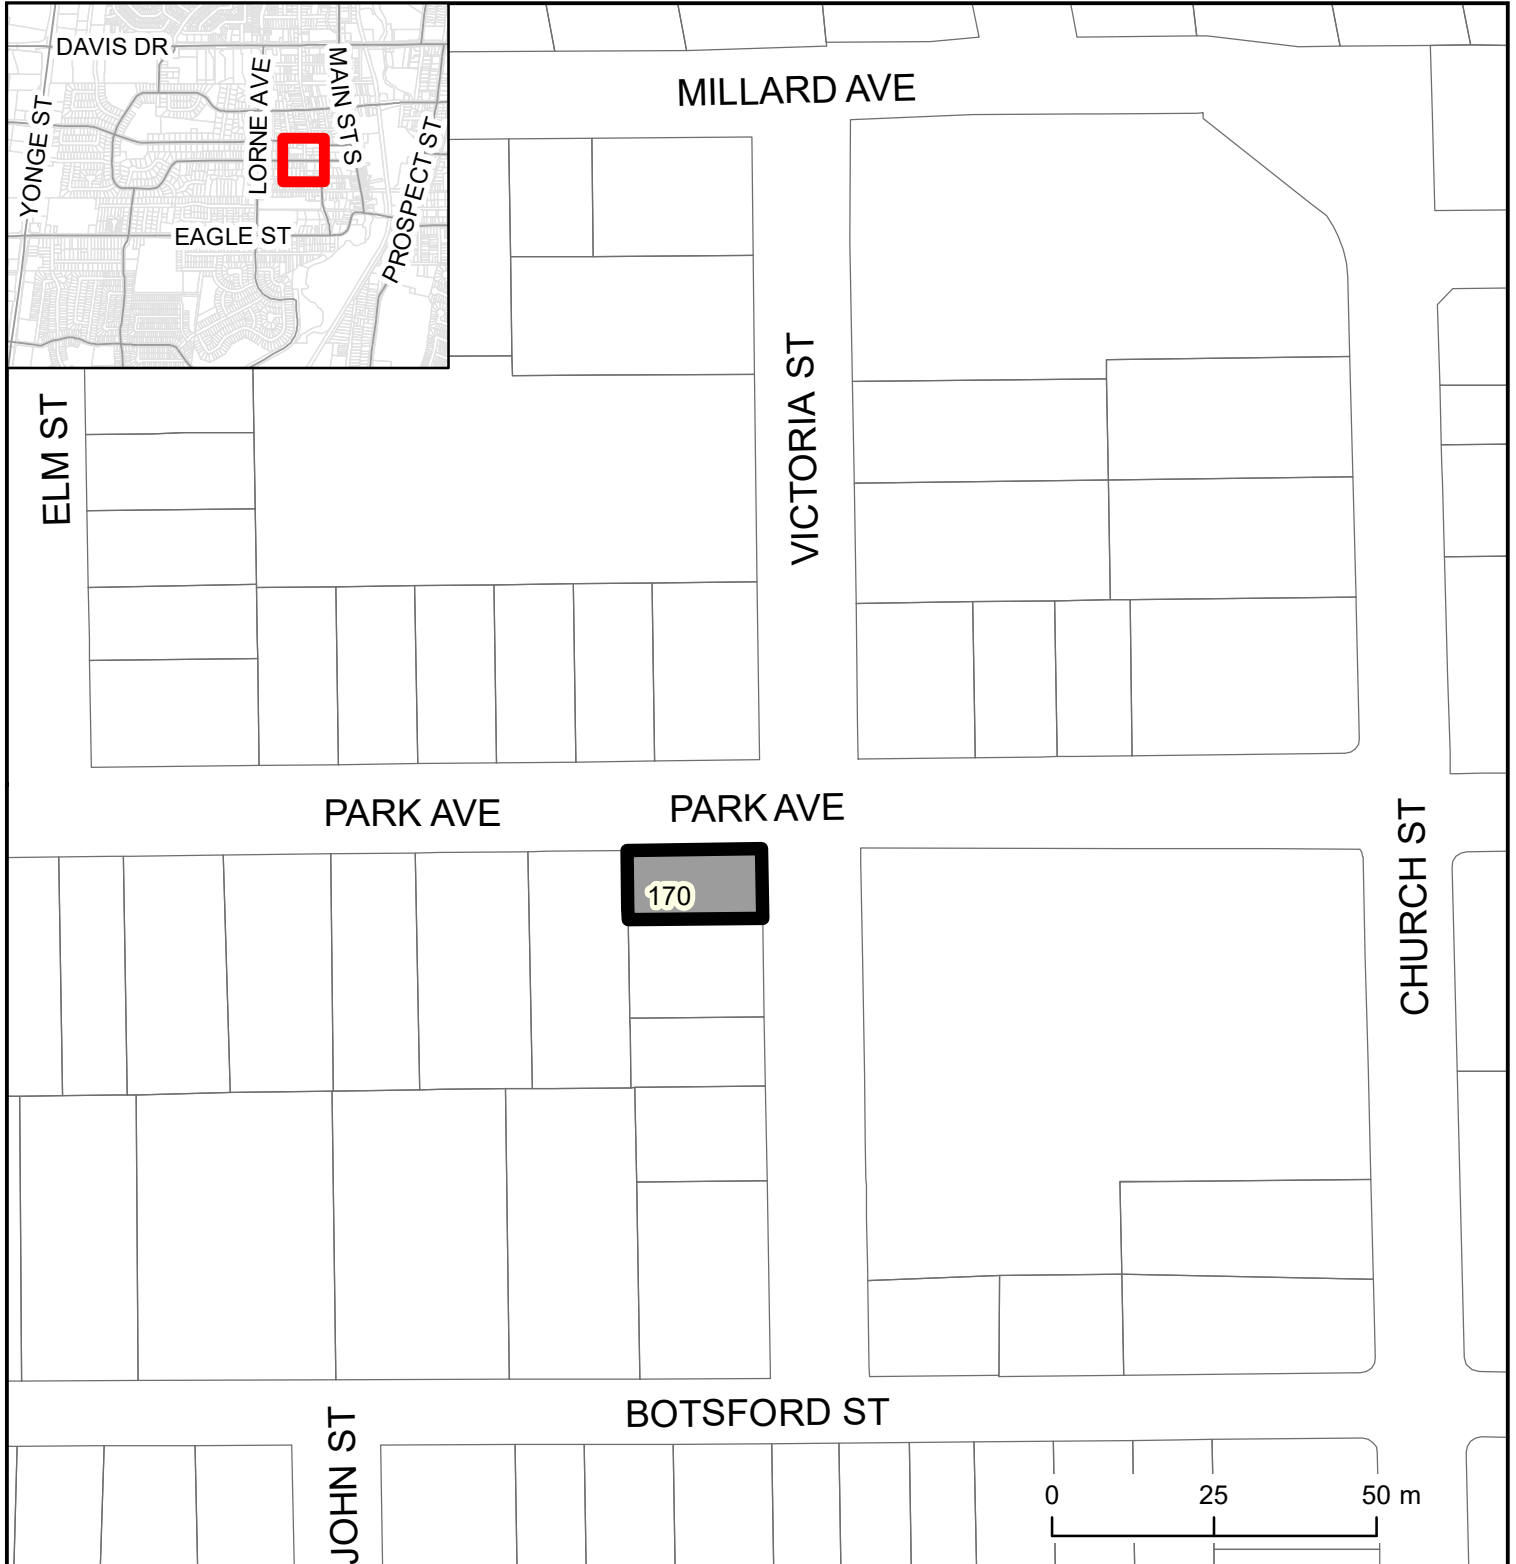 DAVIS DR
YONGE ST
LORNE AVE
MAIN ST S
PROSPECT ST
EAGLE ST
MILLARD AVE
ELM ST
VICTORIA ST
PARK AVE
PARK AVE
170
CHURCH ST
BOTSFORD ST
JOHN ST
0 25 50 m